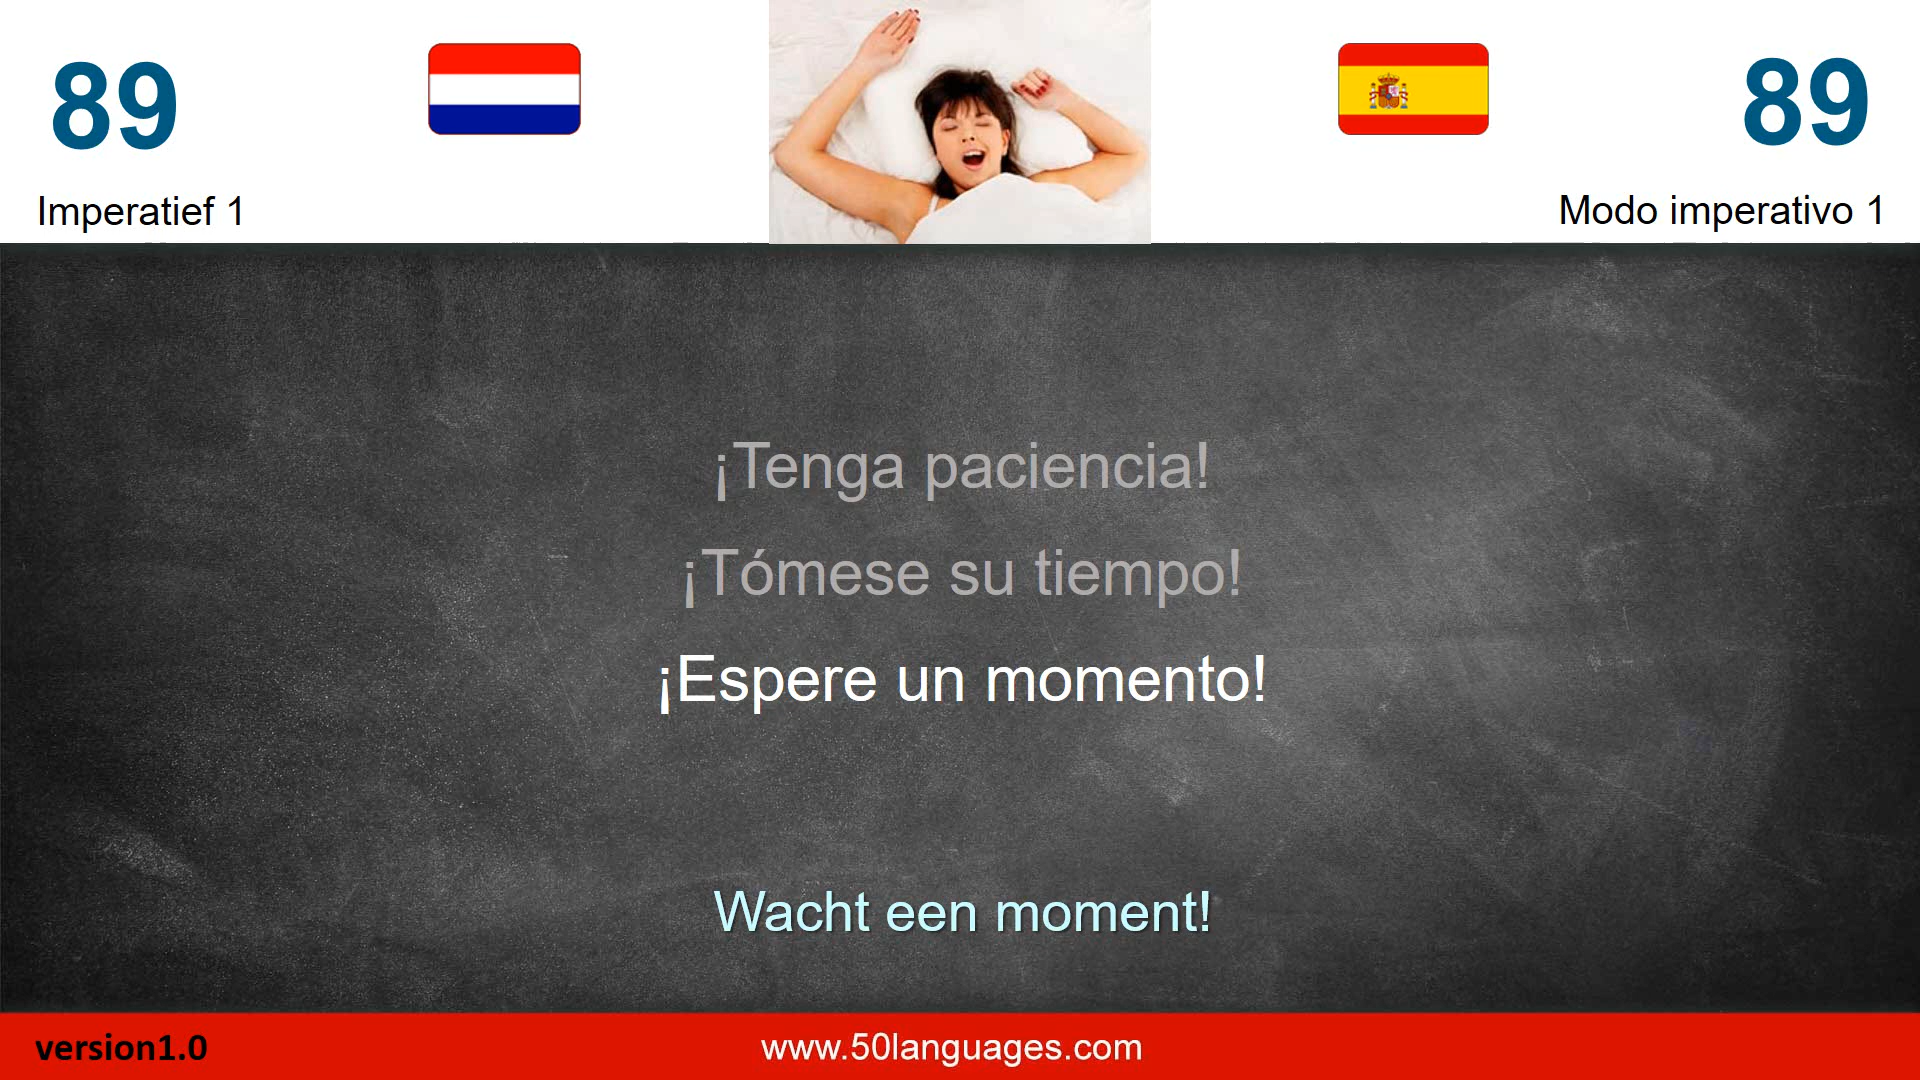 89
89
Imperatief 1
Modo imperativo 1
¡Tenga paciencia!
¡Tómese su tiempo!
¡Espere un momento!
Wacht een moment!
version1.0
www.50languages.com